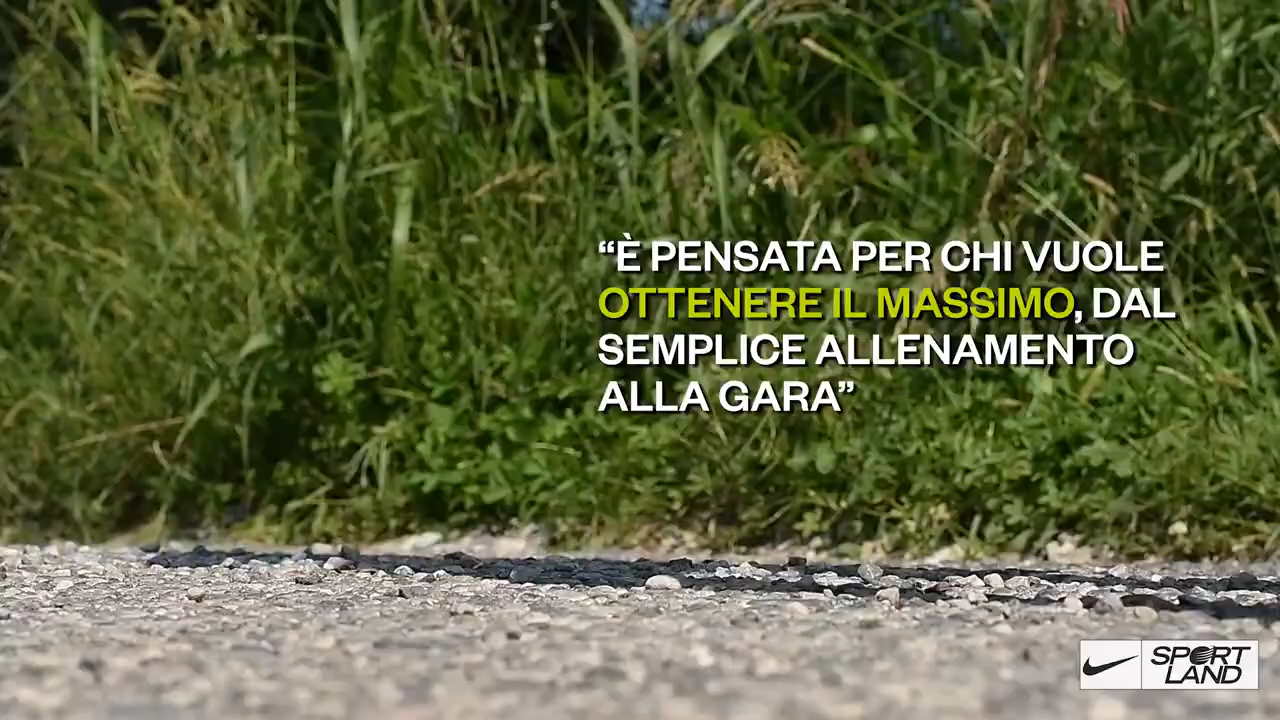 “È PENSATA PER CHI VUOLE
OTTENERE IL MASSIMO, DAL
SEMPLICE ALLENAMENTO
ALLA GARA”
SPORT
LAND